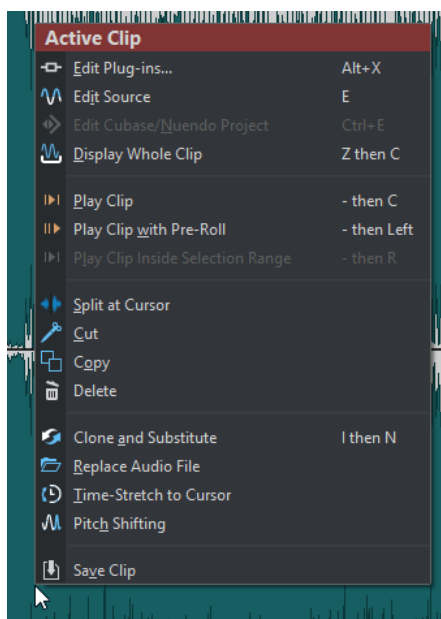 Active Clip
Edit Plug-ins... Alt+X
Edit Source E
Edit Cubase/Nuendo Project Ctrl+E
Display Whole Clip Z then C
Play Clip - then C
Play Clip with Pre-Roll - then Left
Play Clip Inside Selection Range - then R
Split at Cursor
Cut
Copy
Delete
Clone and Substitute I then N
Replace Audio File
Time-Stretch to Cursor
Pitch Shifting
Save Clip